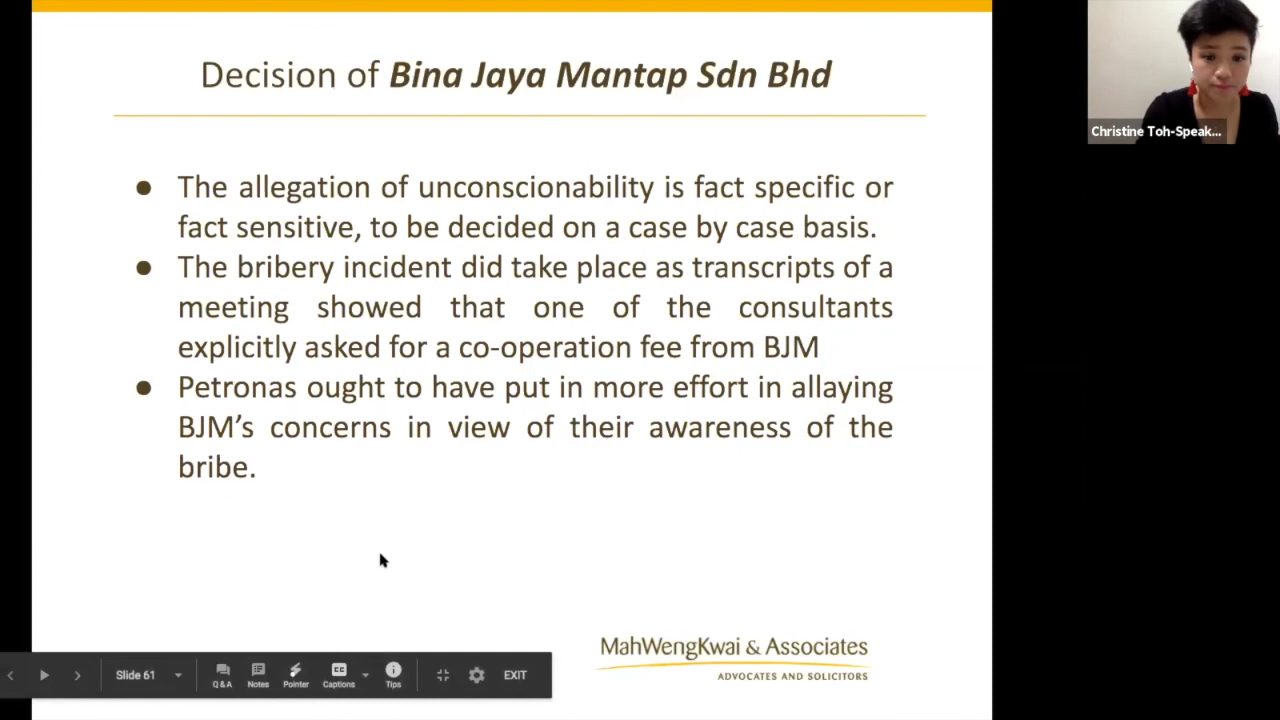 Decision of Bina Jaya Mantap Sdn Bhd
● The allegation of unconscionability is fact specific or
fact sensitive, to be decided on a case by case basis.
● The bribery incident did take place as transcripts of a
meeting showed that one of the consultants
explicitly asked for a co-operation fee from BJM
● Petronas ought to have put in more effort in allaying
BJM's concerns in view of their awareness of the
bribe.
MahWengKwai & Associates
ADVOCATES AND SOLICITORS
Slide 61
Q & A
Notes
Pointer
CC
Captions
Tips
EXIT
Christine Toh-Speak...